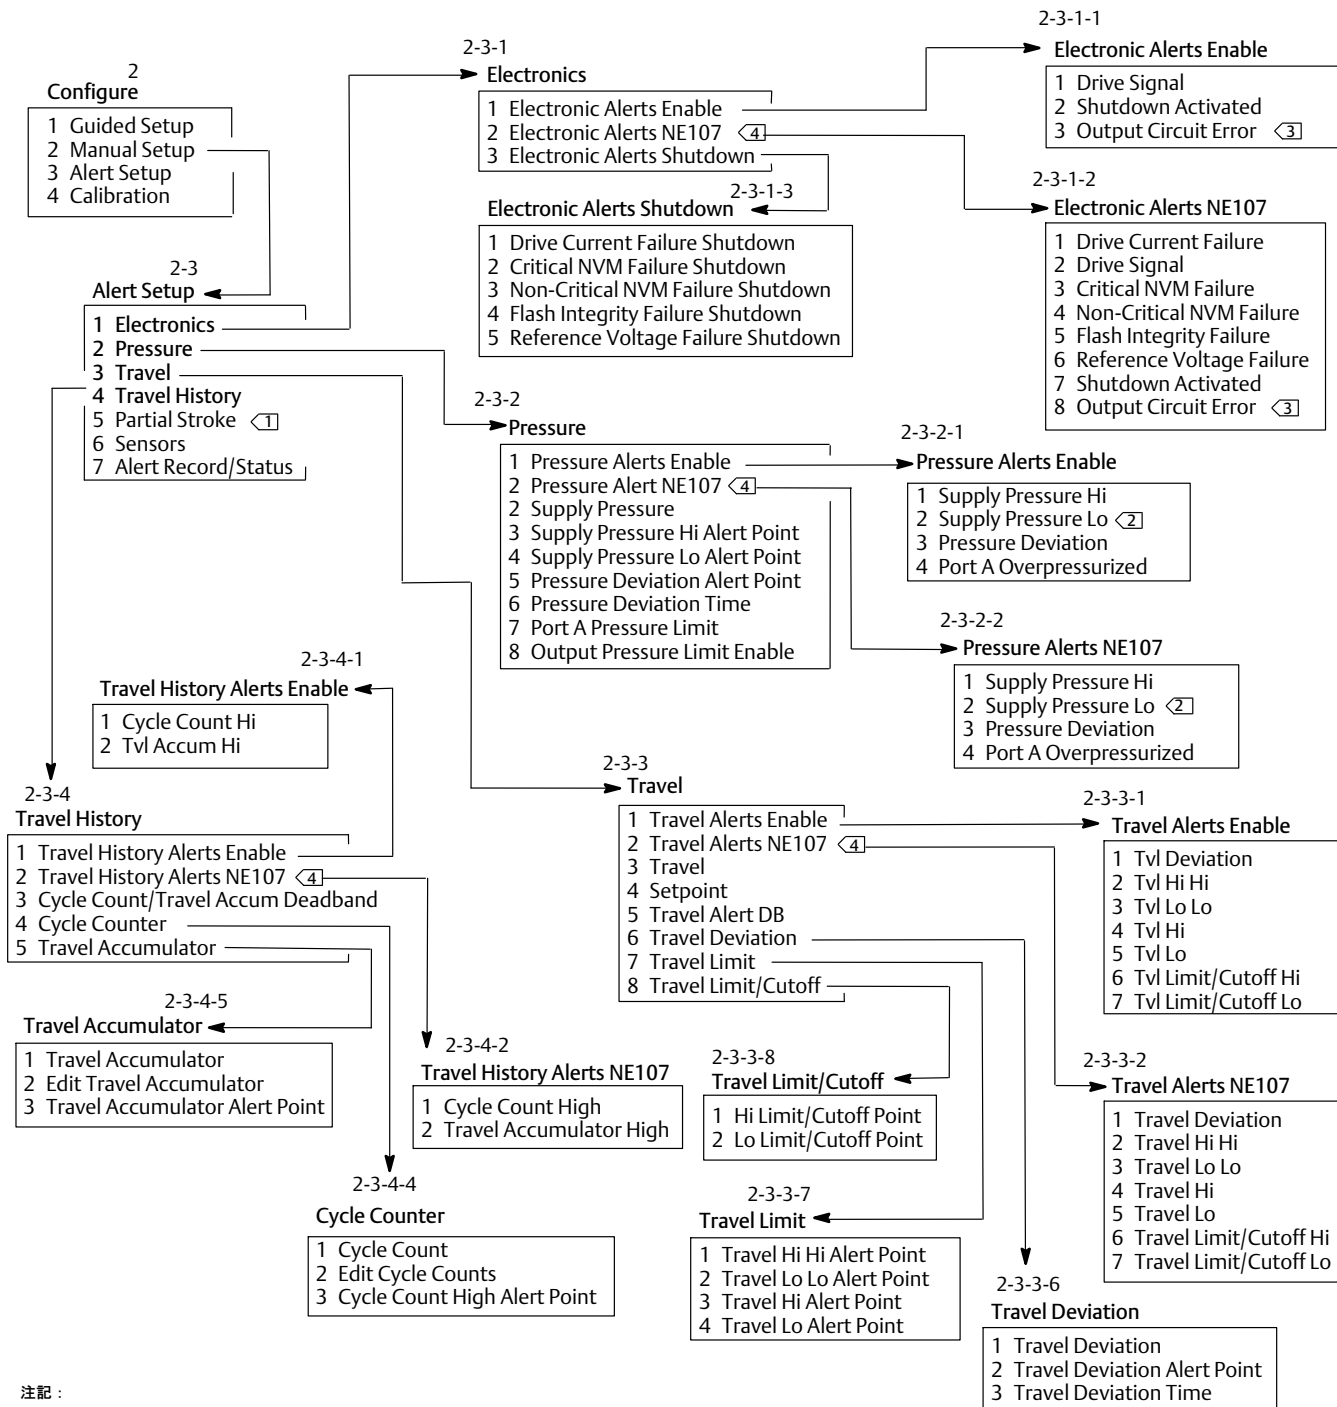 2
Configure
1 Guided Setup
2 Manual Setup
3 Alert Setup
4 Calibration
2-3
Alert Setup
1 Electronics
2 Pressure
3 Travel
4 Travel History
5 Partial Stroke 1
6 Sensors
7 Alert Record/Status
2-3-1
Electronics
1 Electronic Alerts Enable
2 Electronic Alerts NE107 4
3 Electronic Alerts Shutdown
2-3-1-3
Electronic Alerts Shutdown
1 Drive Current Failure Shutdown
2 Critical NVM Failure Shutdown
3 Non-Critical NVM Failure Shutdown
4 Flash Integrity Failure Shutdown
5 Reference Voltage Failure Shutdown
2-3-1-1
Electronic Alerts Enable
1 Drive Signal
2 Shutdown Activated
3 Output Circuit Error 3
2-3-1-2
Electronic Alerts NE107
1 Drive Current Failure
2 Drive Signal
3 Critical NVM Failure
4 Non-Critical NVM Failure
5 Flash Integrity Failure
6 Reference Voltage Failure
7 Shutdown Activated
8 Output Circuit Error 3
2-3-2
Pressure
1 Pressure Alerts Enable
2 Pressure Alert NE107 4
2 Supply Pressure
3 Supply Pressure Hi Alert Point
4 Supply Pressure Lo Alert Point
5 Pressure Deviation Alert Point
6 Pressure Deviation Time
7 Port A Pressure Limit
8 Output Pressure Limit Enable
2-3-2-1
Pressure Alerts Enable
1 Supply Pressure Hi
2 Supply Pressure Lo 2
3 Pressure Deviation
4 Port A Overpressurized
2-3-2-2
Pressure Alerts NE107
1 Supply Pressure Hi
2 Supply Pressure Lo 2
3 Pressure Deviation
4 Port A Overpressurized
2-3-4-1
Travel History Alerts Enable
1 Cycle Count Hi
2 Tvl Accum Hi
2-3-4
Travel History
1 Travel History Alerts Enable
2 Travel History Alerts NE107 4
3 Cycle Count/Travel Accum Deadband
4 Cycle Counter
5 Travel Accumulator
2-3-4-5
Travel Accumulator
1 Travel Accumulator
2 Edit Travel Accumulator
3 Travel Accumulator Alert Point
2-3-4-2
Travel History Alerts NE107
1 Cycle Count High
2 Travel Accumulator High
2-3-4-4
Cycle Counter
1 Cycle Count
2 Edit Cycle Counts
3 Cycle Count High Alert Point
2-3-3
Travel
1 Travel Alerts Enable
2 Travel Alerts NE107 4
3 Travel
4 Setpoint
5 Travel Alert DB
6 Travel Deviation
7 Travel Limit
8 Travel Limit/Cutoff
2-3-3-1
Travel Alerts Enable
1 Tvl Deviation
2 Tvl Hi Hi
3 Tvl Lo Lo
4 Tvl Hi
5 Tvl Lo
6 Tvl Limit/Cutoff Hi
7 Tvl Limit/Cutoff Lo
2-3-3-2
Travel Alerts NE107
1 Travel Deviation
2 Travel Hi Hi
3 Travel Lo Lo
4 Travel Hi
5 Travel Lo
6 Travel Limit/Cutoff Hi
7 Travel Limit/Cutoff Lo
2-3-3-8
Travel Limit/Cutoff
1 Hi Limit/Cutoff Point
2 Lo Limit/Cutoff Point
2-3-3-7
Travel Limit
1 Travel Hi Hi Alert Point
2 Travel Lo Lo Alert Point
3 Travel Hi Alert Point
4 Travel Lo Alert Point
2-3-3-6
Travel Deviation
1 Travel Deviation
2 Travel Deviation Alert Point
3 Travel Deviation Time
注記：